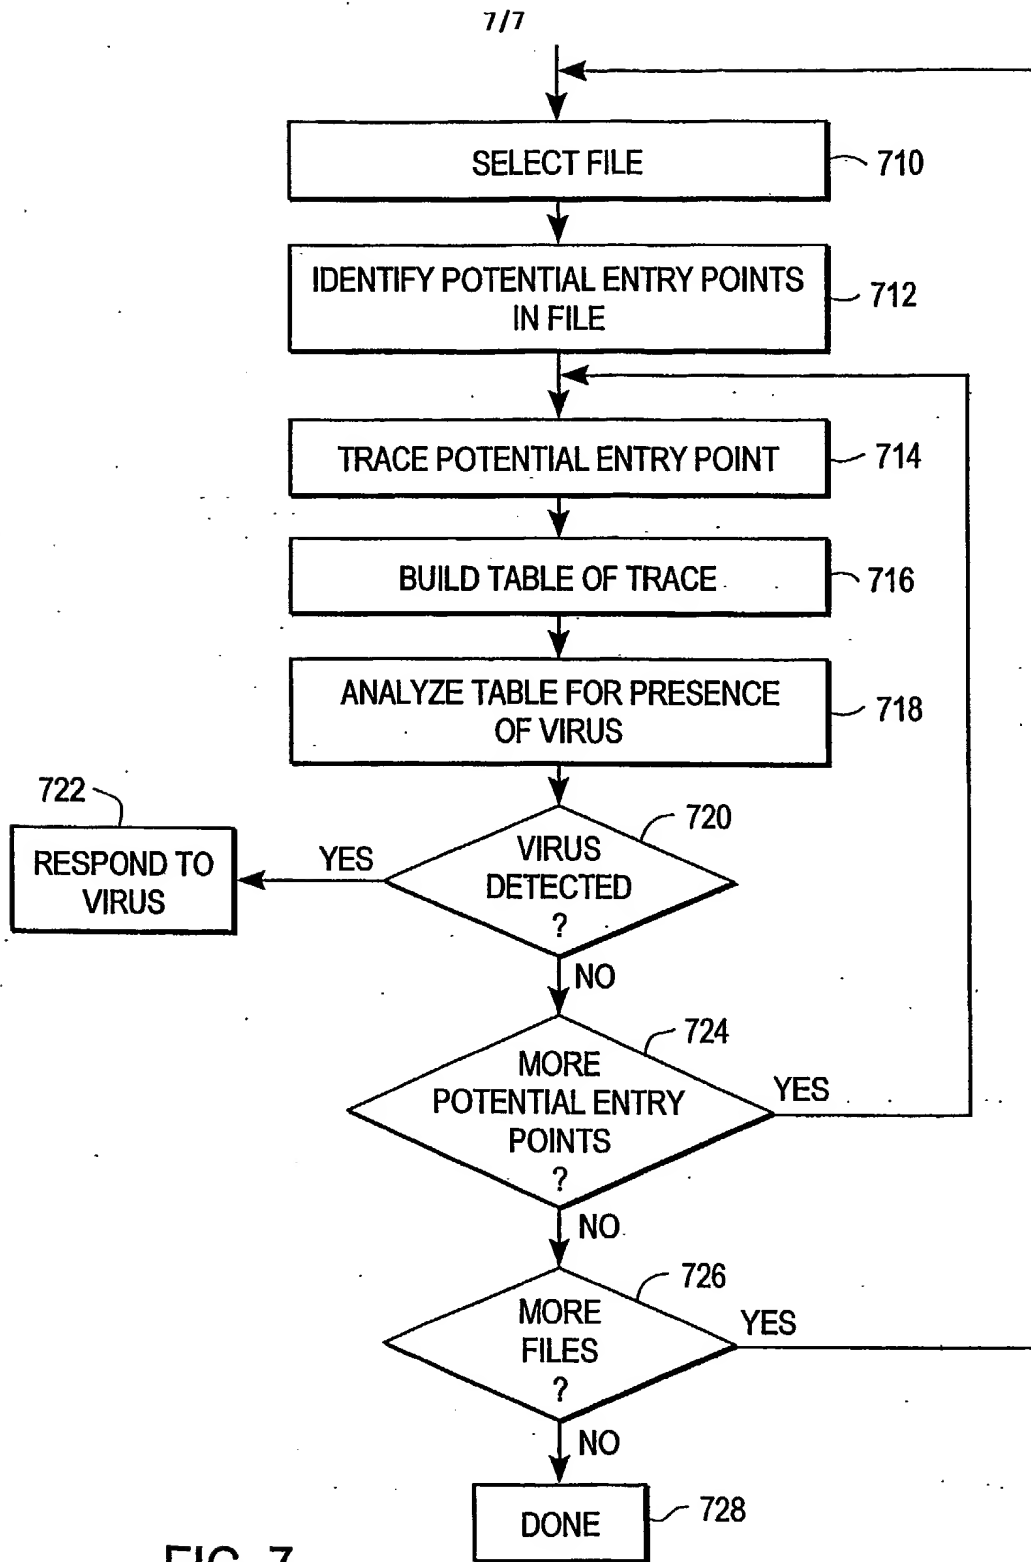 7/7
SELECT FILE
710
IDENTIFY POTENTIAL ENTRY POINTS
IN FILE
712
TRACE POTENTIAL ENTRY POINT
714
BUILD TABLE OF TRACE
716
ANALYZE TABLE FOR PRESENCE
OF VIRUS
718
722
RESPOND TO
VIRUS
YES
720
VIRUS
DETECTED
?
NO
724
MORE
POTENTIAL ENTRY
POINTS
?
YES
NO
726
MORE
FILES
?
YES
NO
DONE
728
FIG. 7